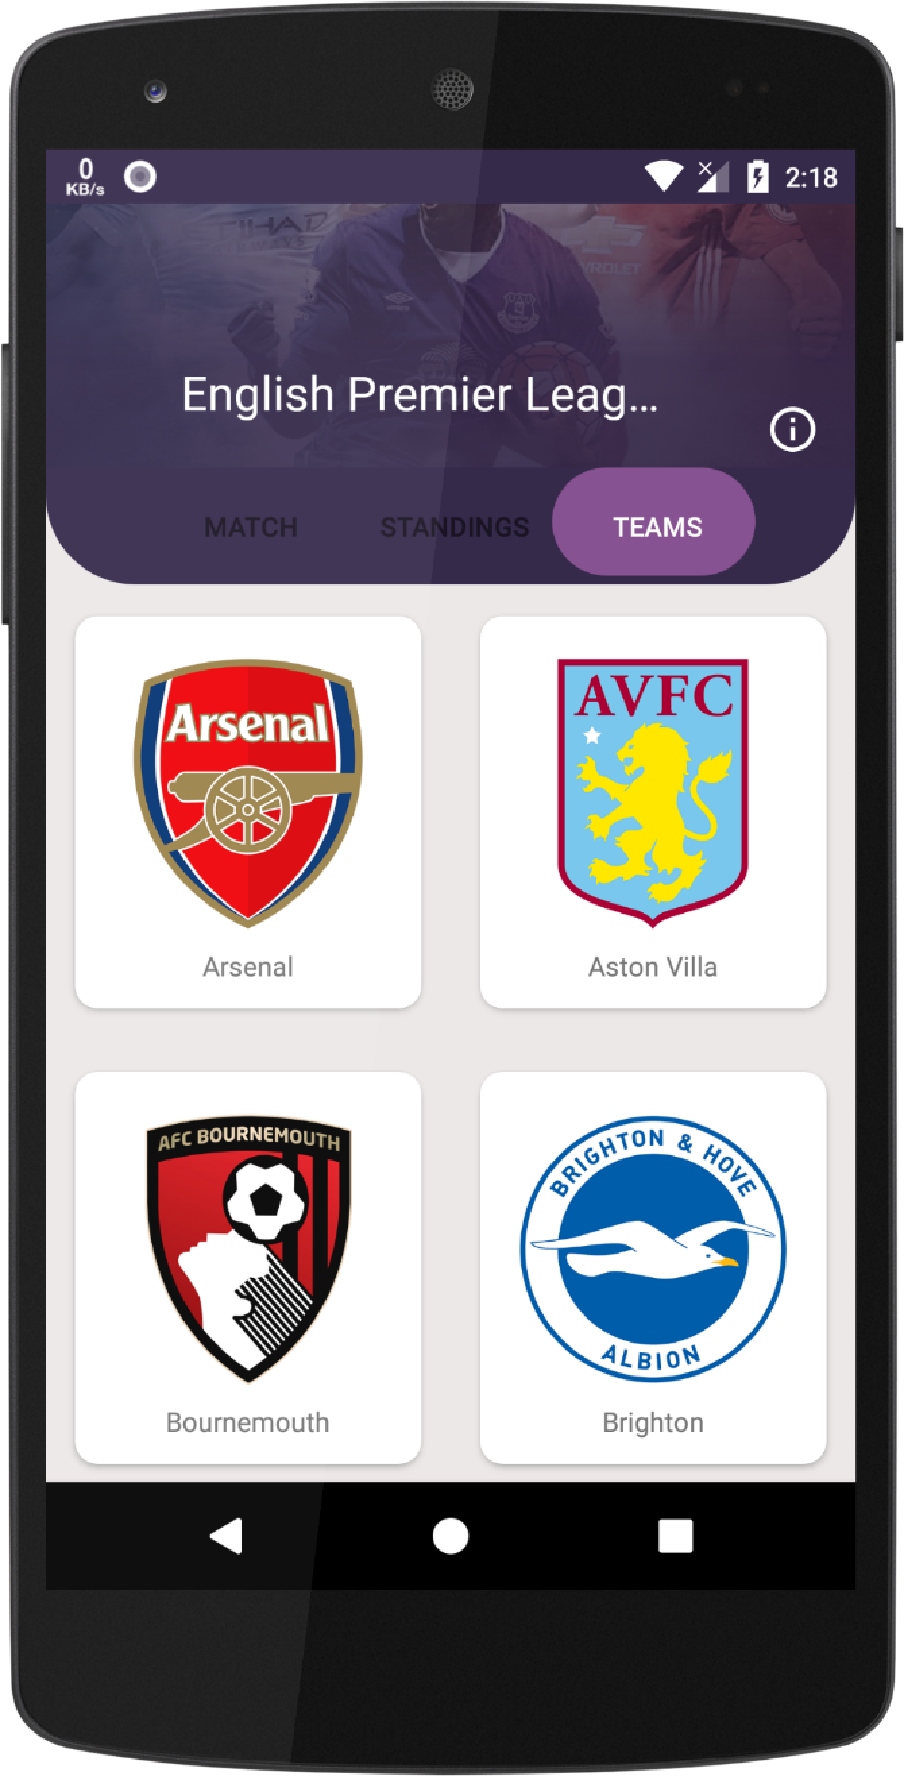 0
KB/s
2:18
English Premier Leag...
MATCH STANDINGS TEAMS
Arsenal
AVFC
Arsenal
Aston Villa
AFC BOURNEMOUTH
BRIGHTON & HOVE
ALBION
Bournemouth
Brighton